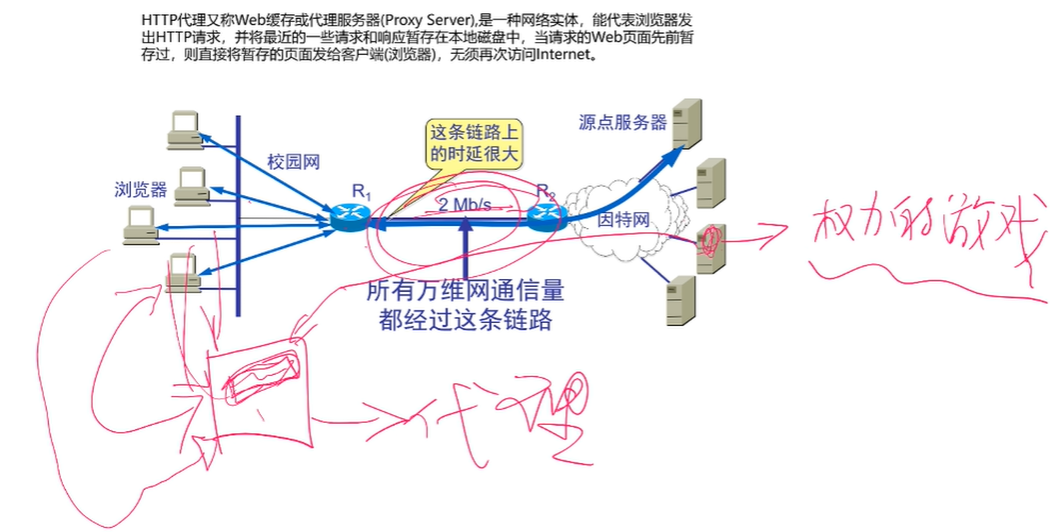 HTTP代理又称Web缓存或代理服务器(Proxy Server),是一种网络实体，能代表浏览器发
出HTTP请求，并将最近的一些请求和响应暂存在本地磁盘中，当请求的Web页面先前暂
存过，则直接将暂存的页面发给客户端(浏览器)，无须再次访问Internet。
这条链路上
的时延很大
源点服务器
校园网
浏览器
R1
2 Mb/s
R2
因特网
权力的游戏
所有万维网通信量
都经过这条链路
代理